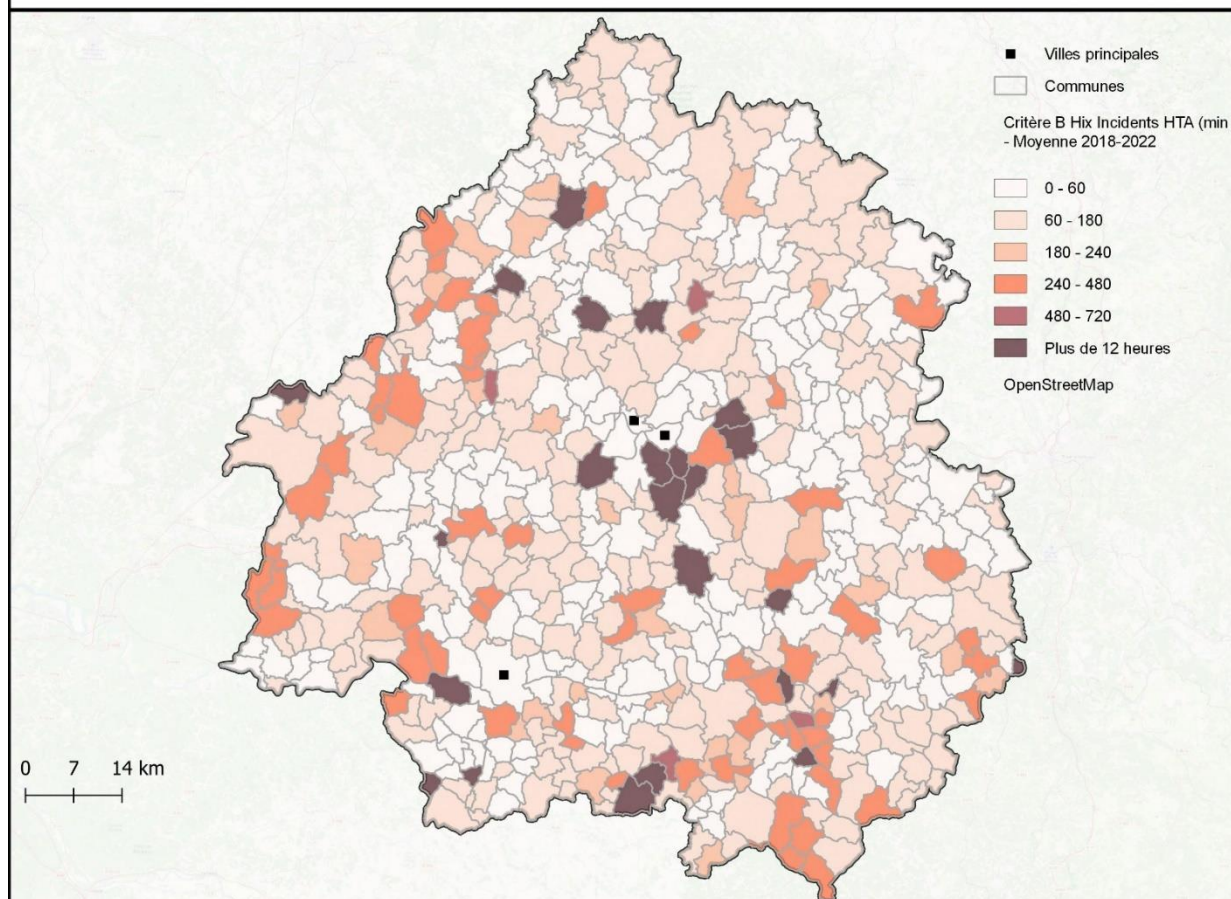 Villes principales
Communes
Critère B Hix Incidents HTA (min
- Moyenne 2018-2022
0 - 60
60 - 180
180 - 240
240 - 480
480 - 720
Plus de 12 heures
OpenStreetMap
0 7 14 km